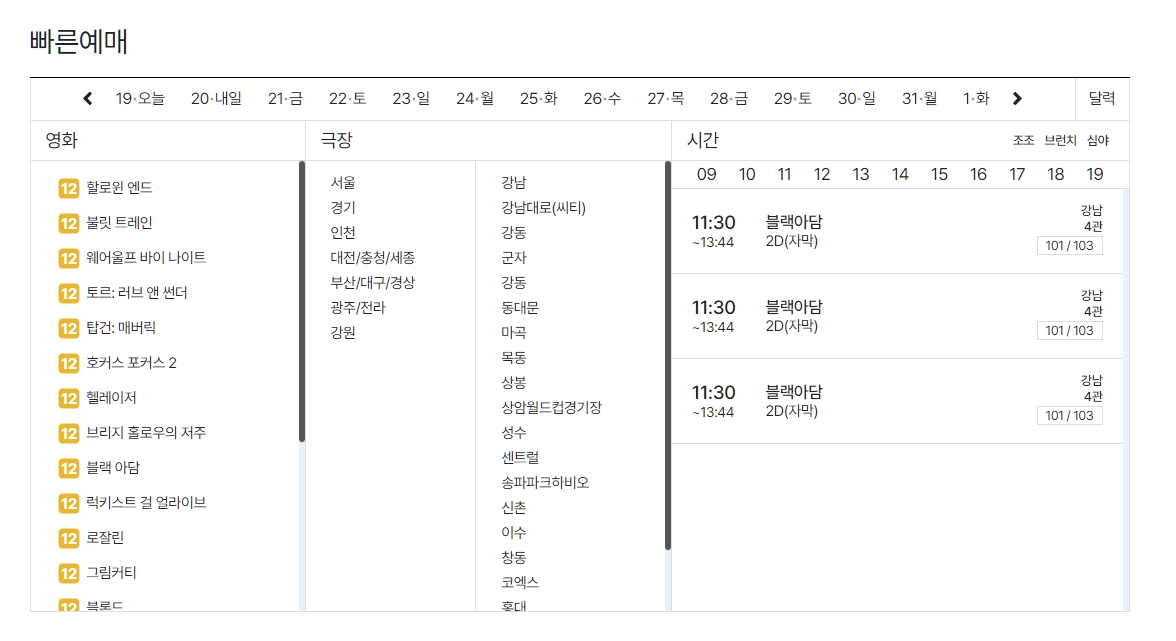 빠른예매
19·오늘 20·내일 21·금 22·토 23·일 24·월 25·화 26·수 27·목 28·금 29·토 30·일 31·월 1·화 달력
영화
12 할로윈 엔드
12 불릿 트레인
12 웨어울프 바이 나이트
12 토르: 러브 앤 썬더
12 탑건: 매버릭
12 호커스 포커스 2
12 헬레이저
12 브리지 홀로우의 저주
12 블랙 아담
12 럭키스트 걸 얼라이브
12 로잘린
12 그림커티
12 블론드
극장
서울
경기
인천
대전/충청/세종
부산/대구/경상
광주/전라
강원
강남
강남대로(씨티)
강동
군자
강동
동대문
마곡
목동
상봉
상암월드컵경기장
성수
센트럴
송파파크하비오
신촌
이수
창동
코엑스
홍대
시간 조조 브런치 심야
09 10 11 12 13 14 15 16 17 18 19
11:30 블랙아담 강남
~13:44 2D(자막) 4관
101 / 103
11:30 블랙아담 강남
~13:44 2D(자막) 4관
101 / 103
11:30 블랙아담 강남
~13:44 2D(자막) 4관
101 / 103